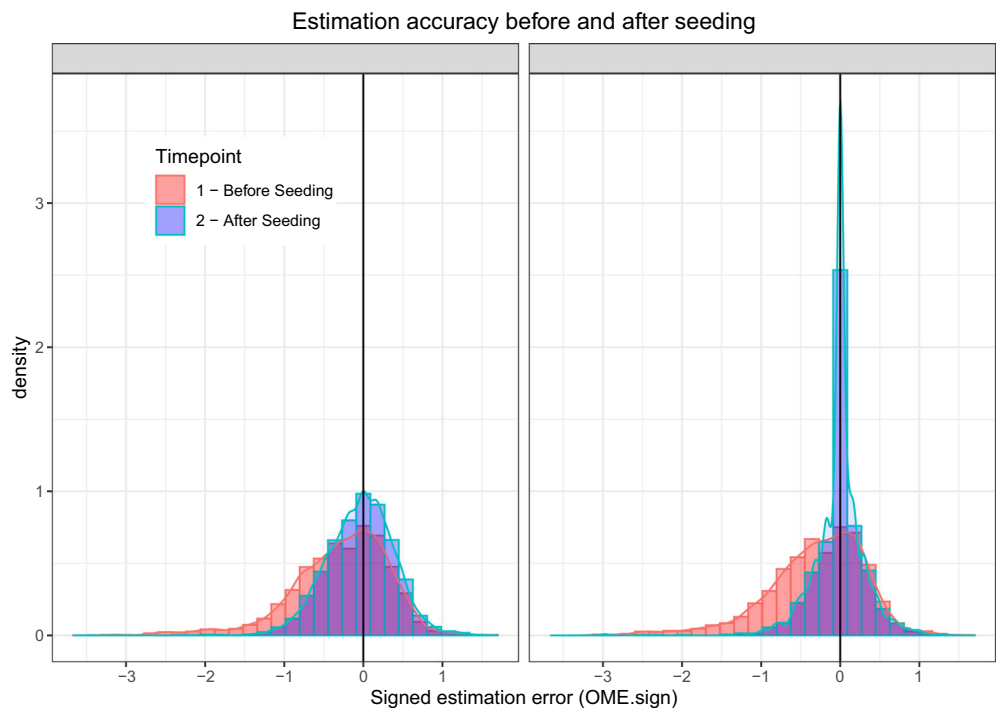 Estimation accuracy before and after seeding
Timepoint
1 − Before Seeding
2 − After Seeding
density
3
2
1
0
−3 −2 −1 0 1
−3 −2 −1 0 1
Signed estimation error (OME.sign)